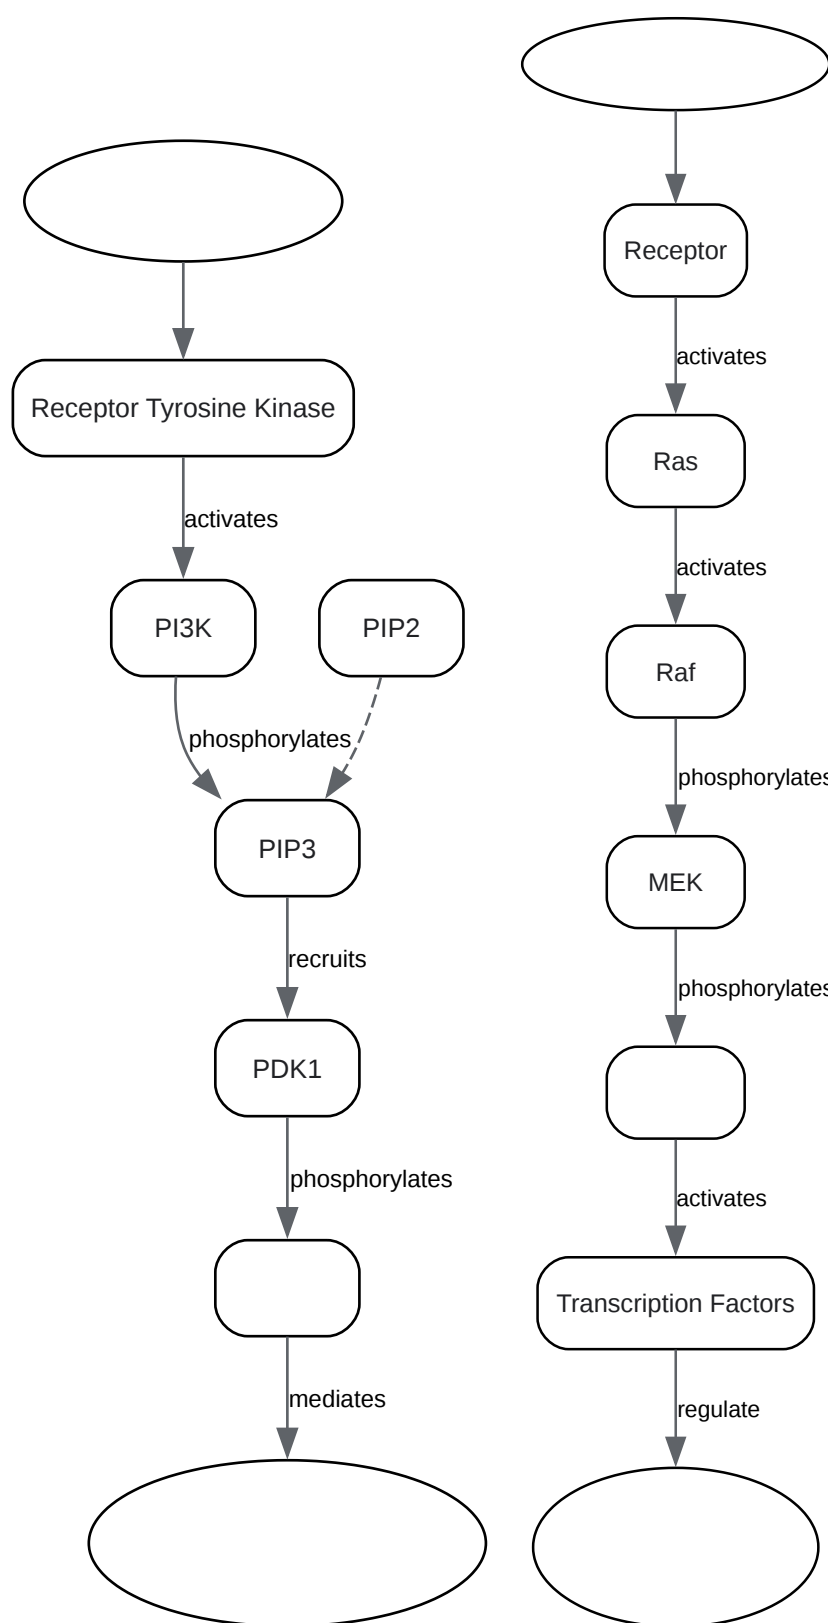 Receptor Tyrosine Kinase
activates
PI3K
PIP2
phosphorylates
PIP3
recruits
PDK1
phosphorylates
mediates
Receptor
activates
Ras
activates
Raf
phosphorylates
MEK
phosphorylates
activates
Transcription Factors
regulate